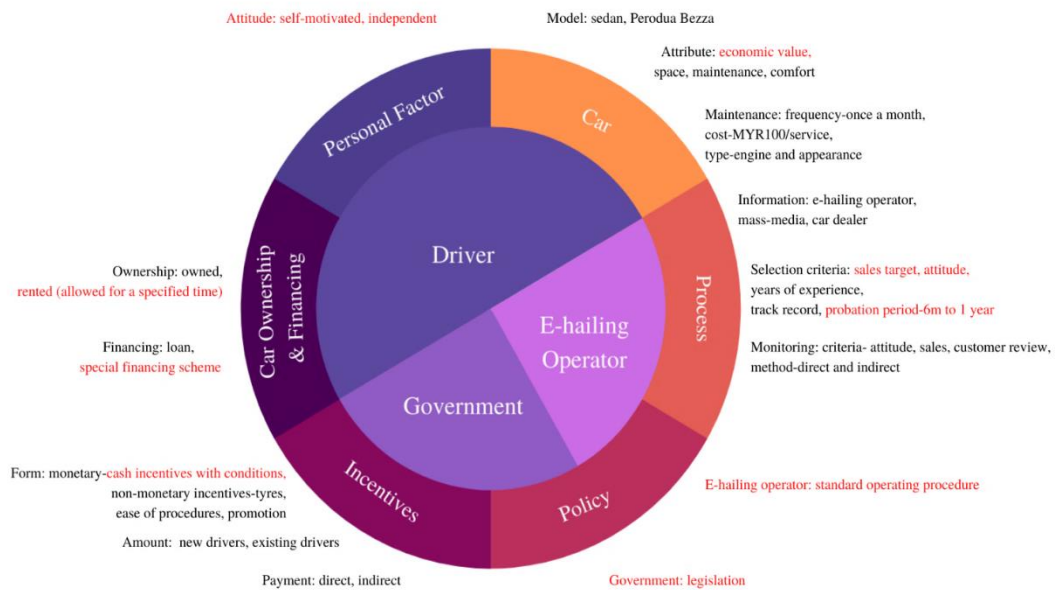 Attitude: self-motivated, independent
Model: sedan, Perodua Bezza
Attribute: economic value,
space, maintenance, comfort
Maintenance: frequency-once a month,
cost-MYR100/service,
type-engine and appearance
Information: e-hailing operator,
mass-media, car dealer
Selection criteria: sales target, attitude,
years of experience,
track record, probation period-6m to 1 year
Monitoring: criteria- attitude, sales, customer review,
method-direct and indirect
E-hailing operator: standard operating procedure
Government: legislation
Payment: direct, indirect
Amount: new drivers, existing drivers
Form: monetary-cash incentives with conditions,
non-monetary incentives-tyres,
ease of procedures, promotion
Financing: loan,
special financing scheme
Ownership: owned,
rented (allowed for a specified time)
Personal Factor
Car
Process
Policy
Incentives
Car Ownership
& Financing
Driver
E-hailing
Operator
Government